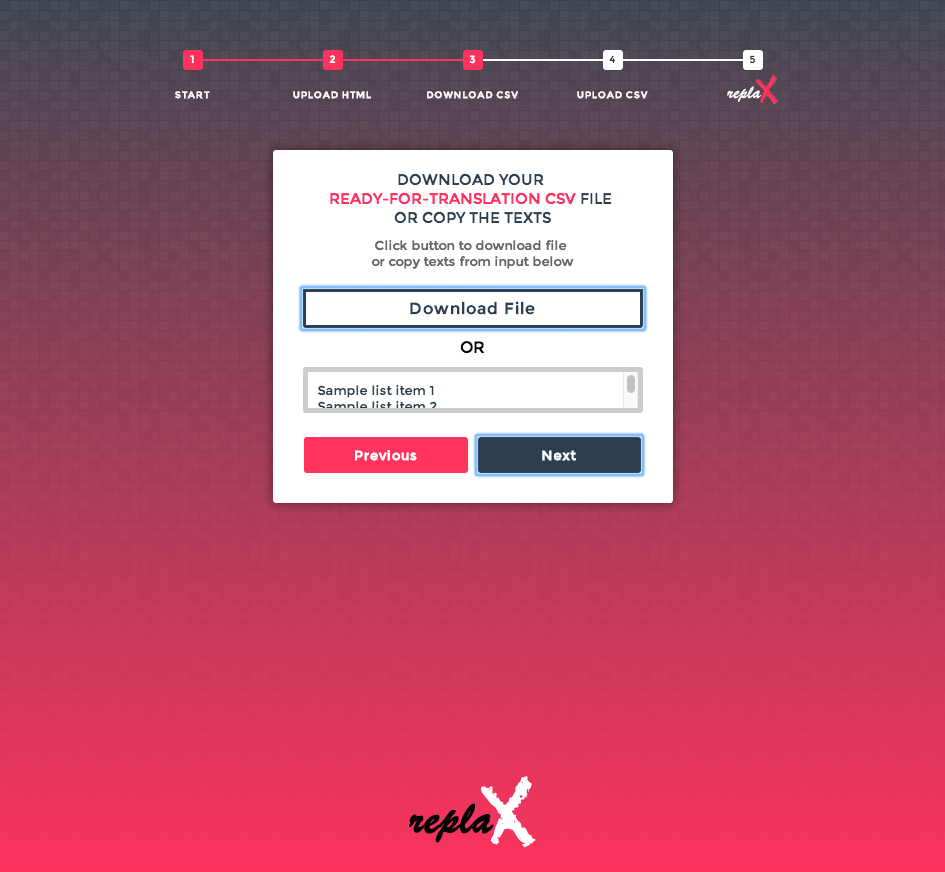 1 2 3 4 5
START UPLOAD HTML DOWNLOAD CSV UPLOAD CSV replaX
DOWNLOAD YOUR
READY-FOR-TRANSLATION CSV FILE
OR COPY THE TEXTS
Click button to download file
or copy texts from input below
Download File
OR
Sample list item 1
Sample list item 2
Previous Next
replaX